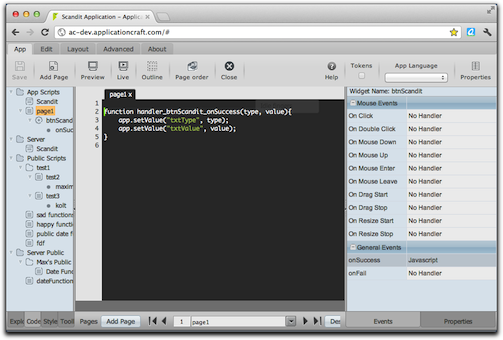 Scandit Application – Applic
ac-dev.applicationcraft.com/#
App Edit Layout Advanced About
Save Add Page Preview Live Outline Page order Close Help Tokens App Language Properties
App Scripts
Scandit
page1
btnScand
onSuc
Server
Scandit
Public Scripts
test1
test2
maxim
test3
kolt
sad functions
happy function
public date f
fdf
Server Public
Max's Public
Date Func
dateFunction
Explo Code Style Toolb
page1 x
1
2 function handler_btnScandit_onSuccess(type, value){
3 app.setValue("txtType", type);
4 app.setValue("txtValue", value);
5 }
6
Pages Add Page 1 page1 De
Widget Name: btnScandit
Mouse Events
On Click No Handler
On Double Click No Handler
On Mouse Down No Handler
On Mouse Up No Handler
On Mouse Enter No Handler
On Mouse Leave No Handler
On Drag Start No Handler
On Drag Stop No Handler
On Resize Start No Handler
On Resize Stop No Handler
General Events
onSuccess Javascript
onFail No Handler
Events Properties